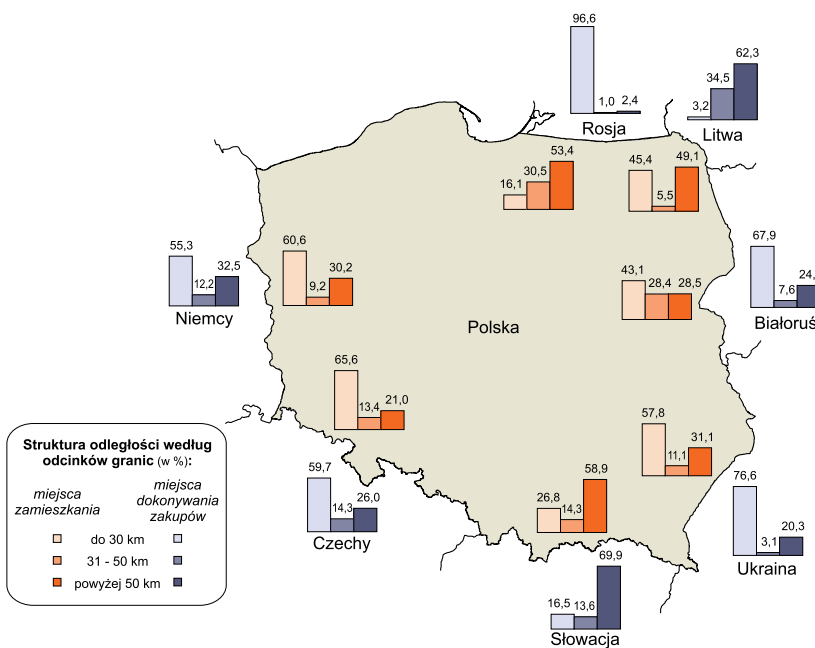 96,6
1,0
2,4
Rosja
3,2
34,5
62,3
Litwa
16,1
30,5
53,4
45,4
5,5
49,1
55,3
12,2
32,5
Niemcy
60,6
9,2
30,2
43,1
28,4
28,5
67,9
7,6
24,
Białoruś
Polska
65,6
13,4
21,0
57,8
11,1
31,1
Struktura odległości według
odcinków granic (w %):
miejsca
zamieszkania
miejsca
dokonywania
zakupów
do 30 km
31 - 50 km
powyżej 50 km
59,7
14,3
26,0
Czechy
26,8
14,3
58,9
76,6
3,1
20,3
Ukraina
16,5
13,6
69,9
Słowacja